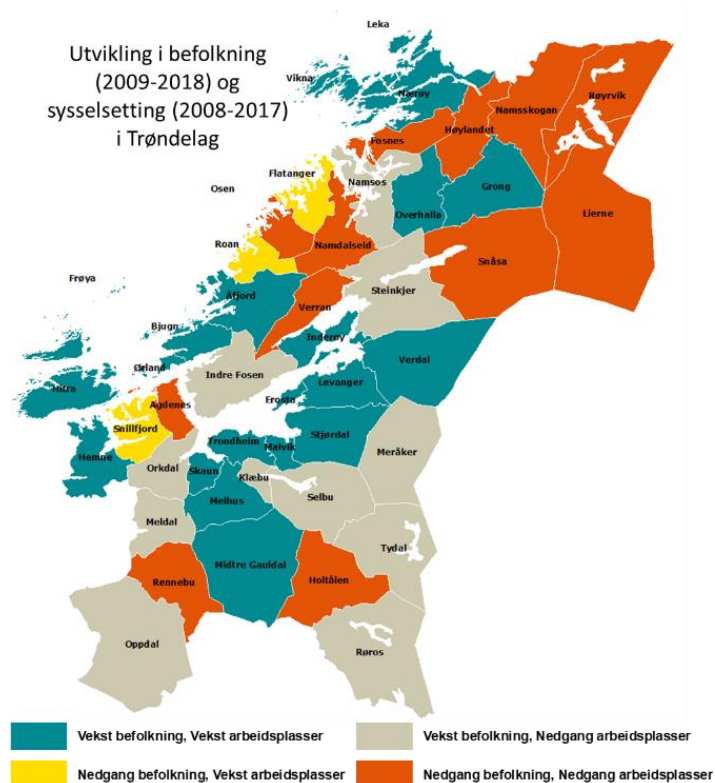 Utvikling i befolkning
(2009-2018) og
sysselsetting (2008-2017)
i Trøndelag
Leka
Vikna
Nærøy
Namsskogan
Røyrvik
Høylandet
Fosnes
Flatanger
Namsos
Grong
Osen
Overhalla
Lierne
Roan
Namdalseid
Snåsa
Frøya
Steinkjer
Åfjord
Verran
Bjugn
Inderøy
Verdal
Ørland
Indre Fosen
Levanger
Hitra
Frosta
Agdenes
Snillfjord
Stjørdal
Trondheim
Malvik
Meråker
Hemne
Orkdal
Skaun
Klæbu
Selbu
Melhus
Meldal
Tydal
Midtre Gauldal
Rennebu
Holtålen
Oppdal
Røros
Vekst befolkning, Vekst arbeidsplasser
Vekst befolkning, Nedgang arbeidsplasser
Nedgang befolkning, Vekst arbeidsplasser
Nedgang befolkning, Nedgang arbeidsplasser